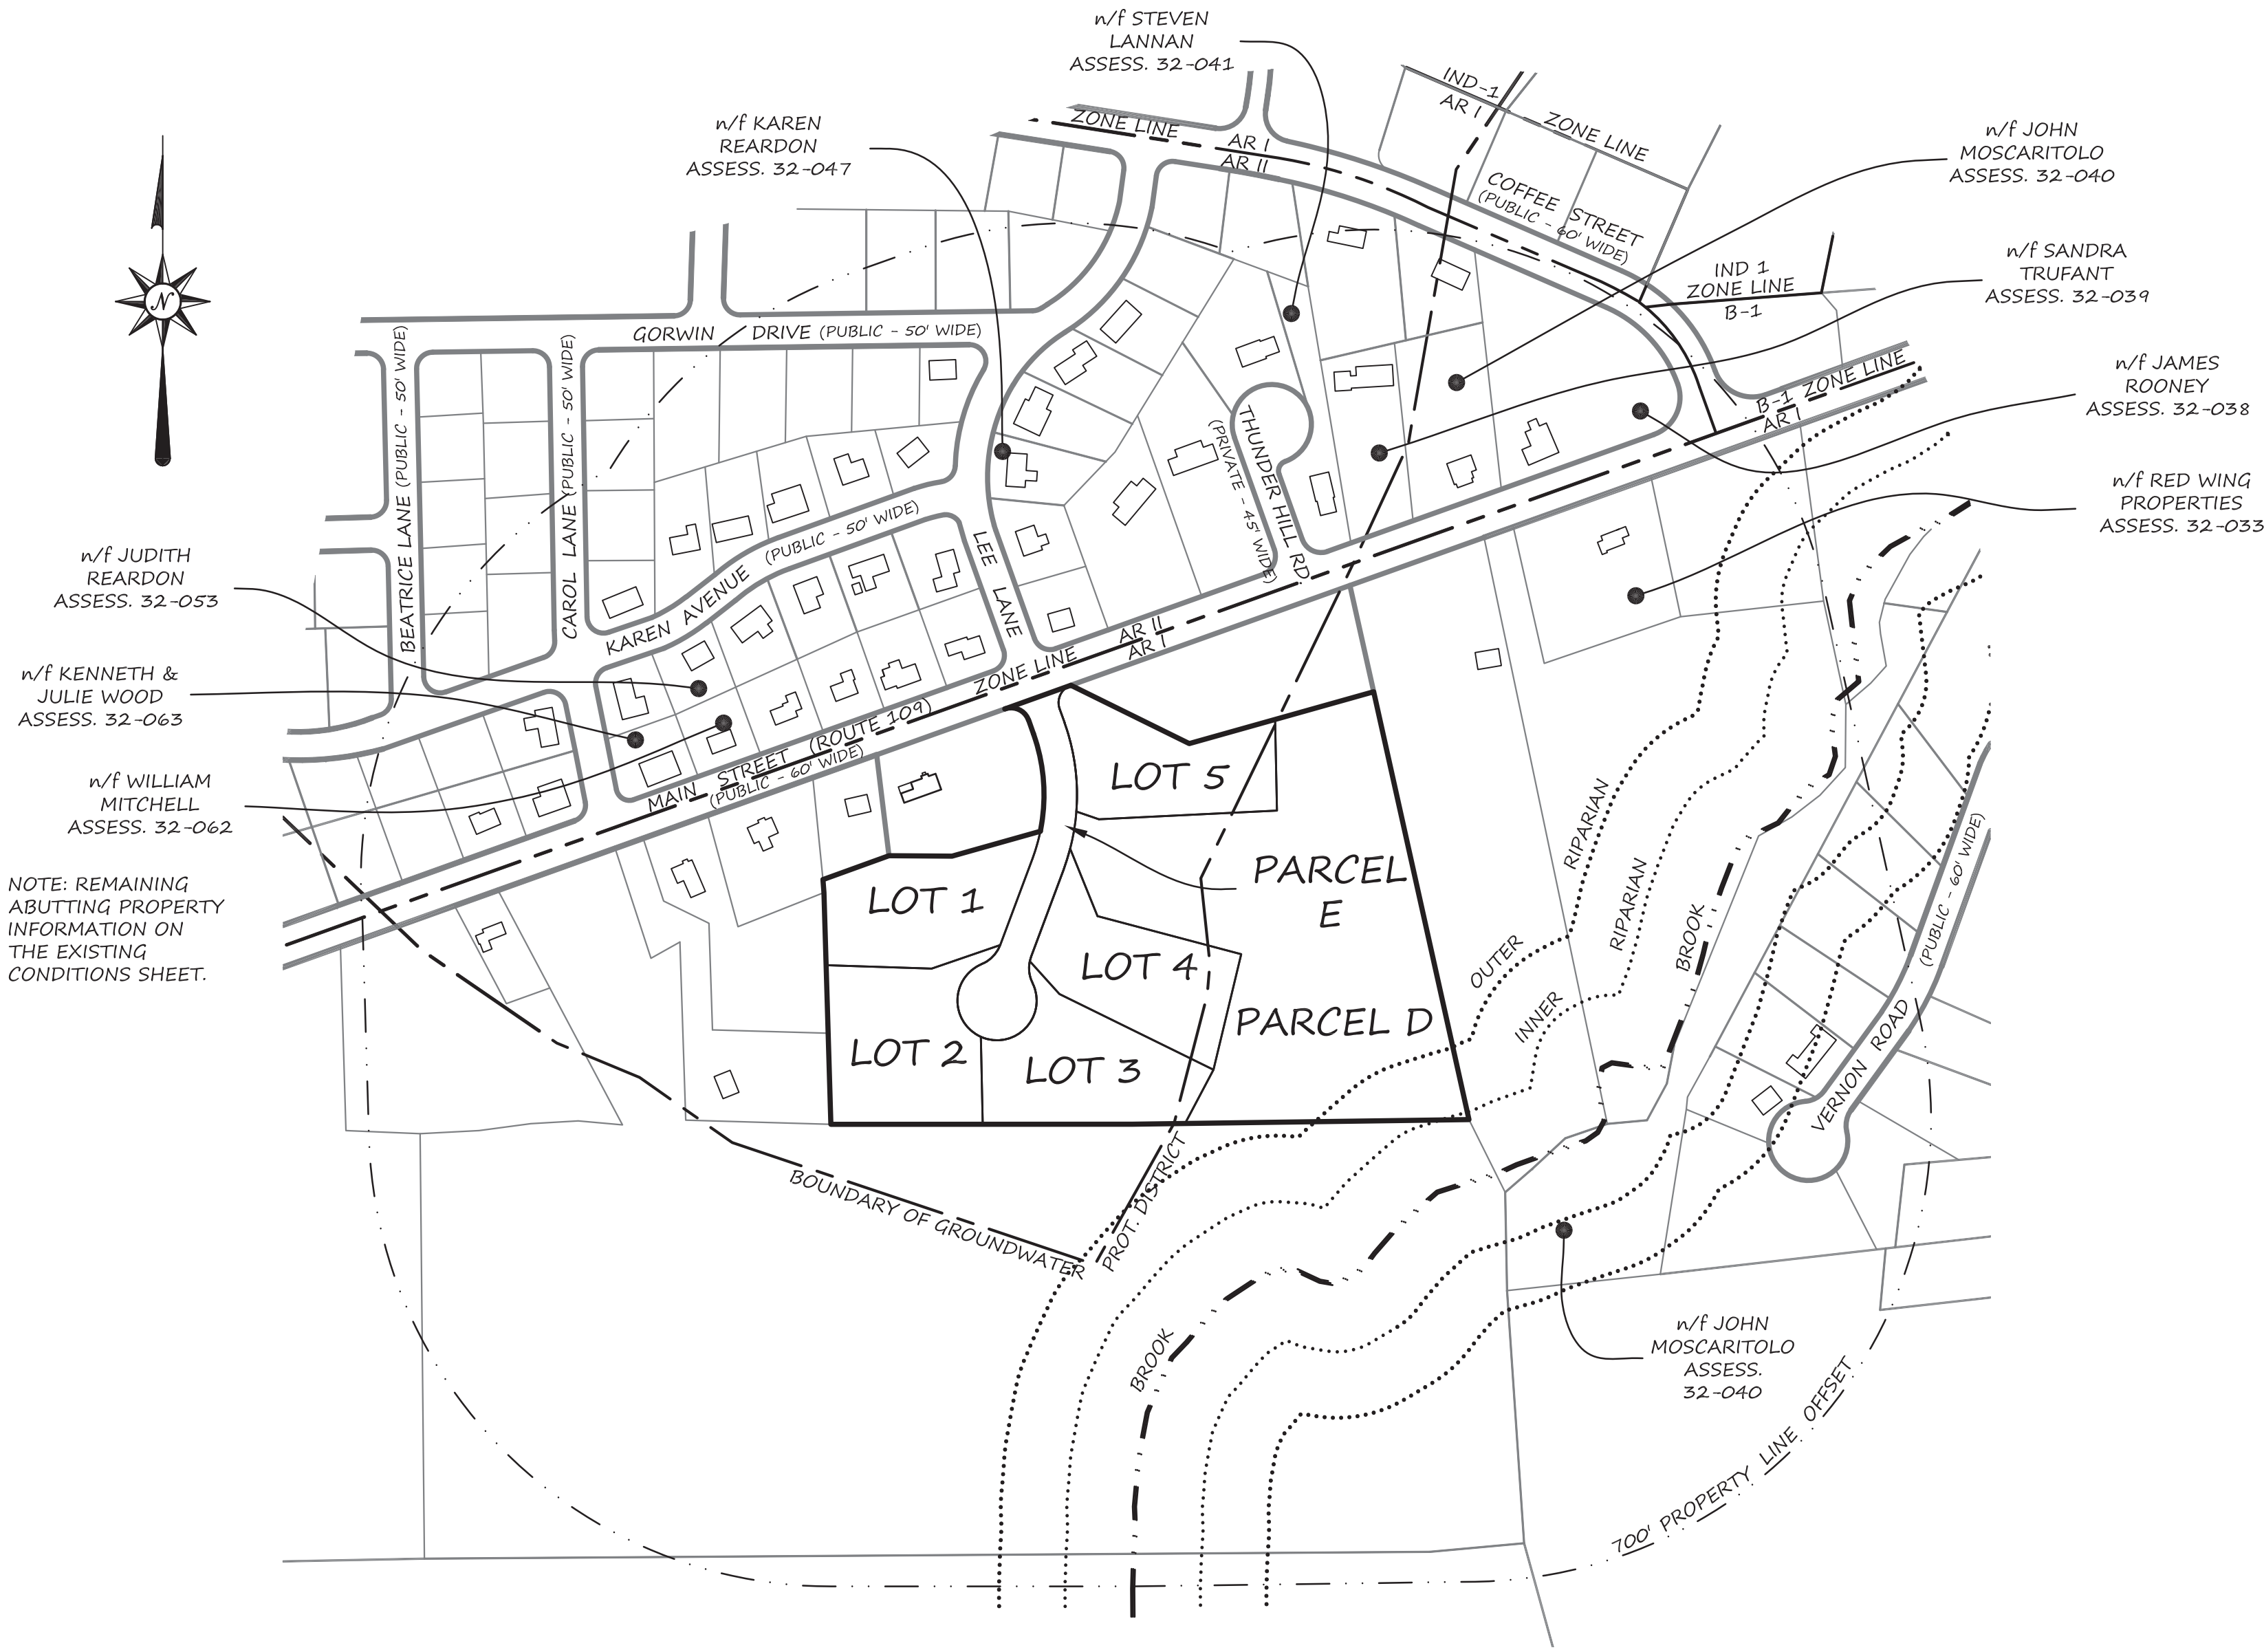 n/f STEVEN
LANNAN
ASSESS. 32-041
n/f KAREN
REARDON
ASSESS. 32-047
n/f JOHN
MOSCARITOLO
ASSESS. 32-040
n/f SANDRA
TRUFANT
ASSESS. 32-039
n/f JAMES
ROONEY
ASSESS. 32-038
n/f RED WING
PROPERTIES
ASSESS. 32-033
n/f JUDITH
REARDON
ASSESS. 32-053
n/f KENNETH &
JULIE WOOD
ASSESS. 32-063
n/f WILLIAM
MITCHELL
ASSESS. 32-062
NOTE: REMAINING
ABUTTING PROPERTY
INFORMATION ON
THE EXISTING
CONDITIONS SHEET.
N
IND-1
AR I
ZONE LINE
ZONE LINE
AR I
AR II
COFFEE STREET
(PUBLIC - 60' WIDE)
IND 1
ZONE LINE
B-1
B-1 ZONE LINE
AR I
GORWIN DRIVE (PUBLIC - 50' WIDE)
BEATRICE LANE (PUBLIC - 50' WIDE)
CAROL LANE (PUBLIC - 50' WIDE)
KAREN AVENUE (PUBLIC - 50' WIDE)
LEE LANE
THUNDER HILL RD.
(PRIVATE - 45' WIDE)
ZONE LINE
AR II
AR I
MAIN STREET (ROUTE 109)
(PUBLIC - 60' WIDE)
LOT 5
LOT 1
PARCEL
E
LOT 4
PARCEL D
LOT 2
LOT 3
OUTER RIPARIAN
INNER RIPARIAN
BROOK
VERNON ROAD (PUBLIC - 60' WIDE)
BOUNDARY OF GROUNDWATER
PROT. DISTRICT
BROOK
n/f JOHN
MOSCARITOLO
ASSESS.
32-040
700' PROPERTY LINE OFFSET